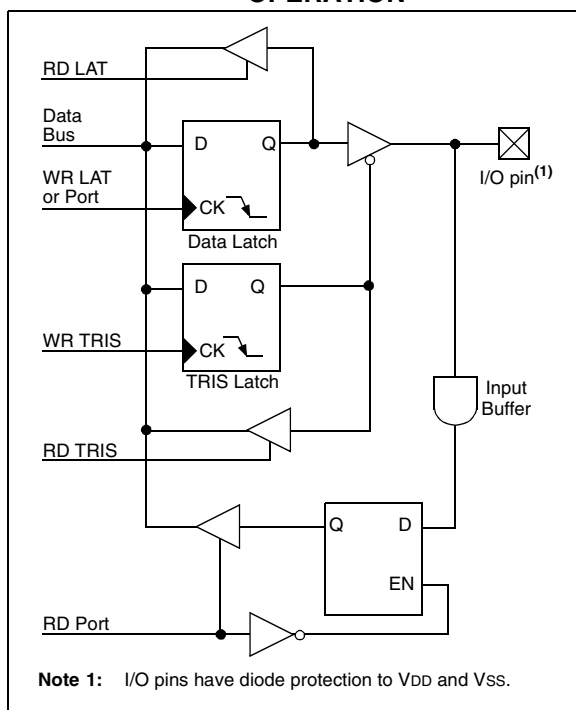 OPERATION
RD LAT
Data
Bus
D Q
WR LAT
or Port
CK
Data Latch
I/O pin(1)
D Q
WR TRIS
CK
TRIS Latch
Input
Buffer
RD TRIS
Q D
EN
RD Port
Note 1: I/O pins have diode protection to VDD and VSS.